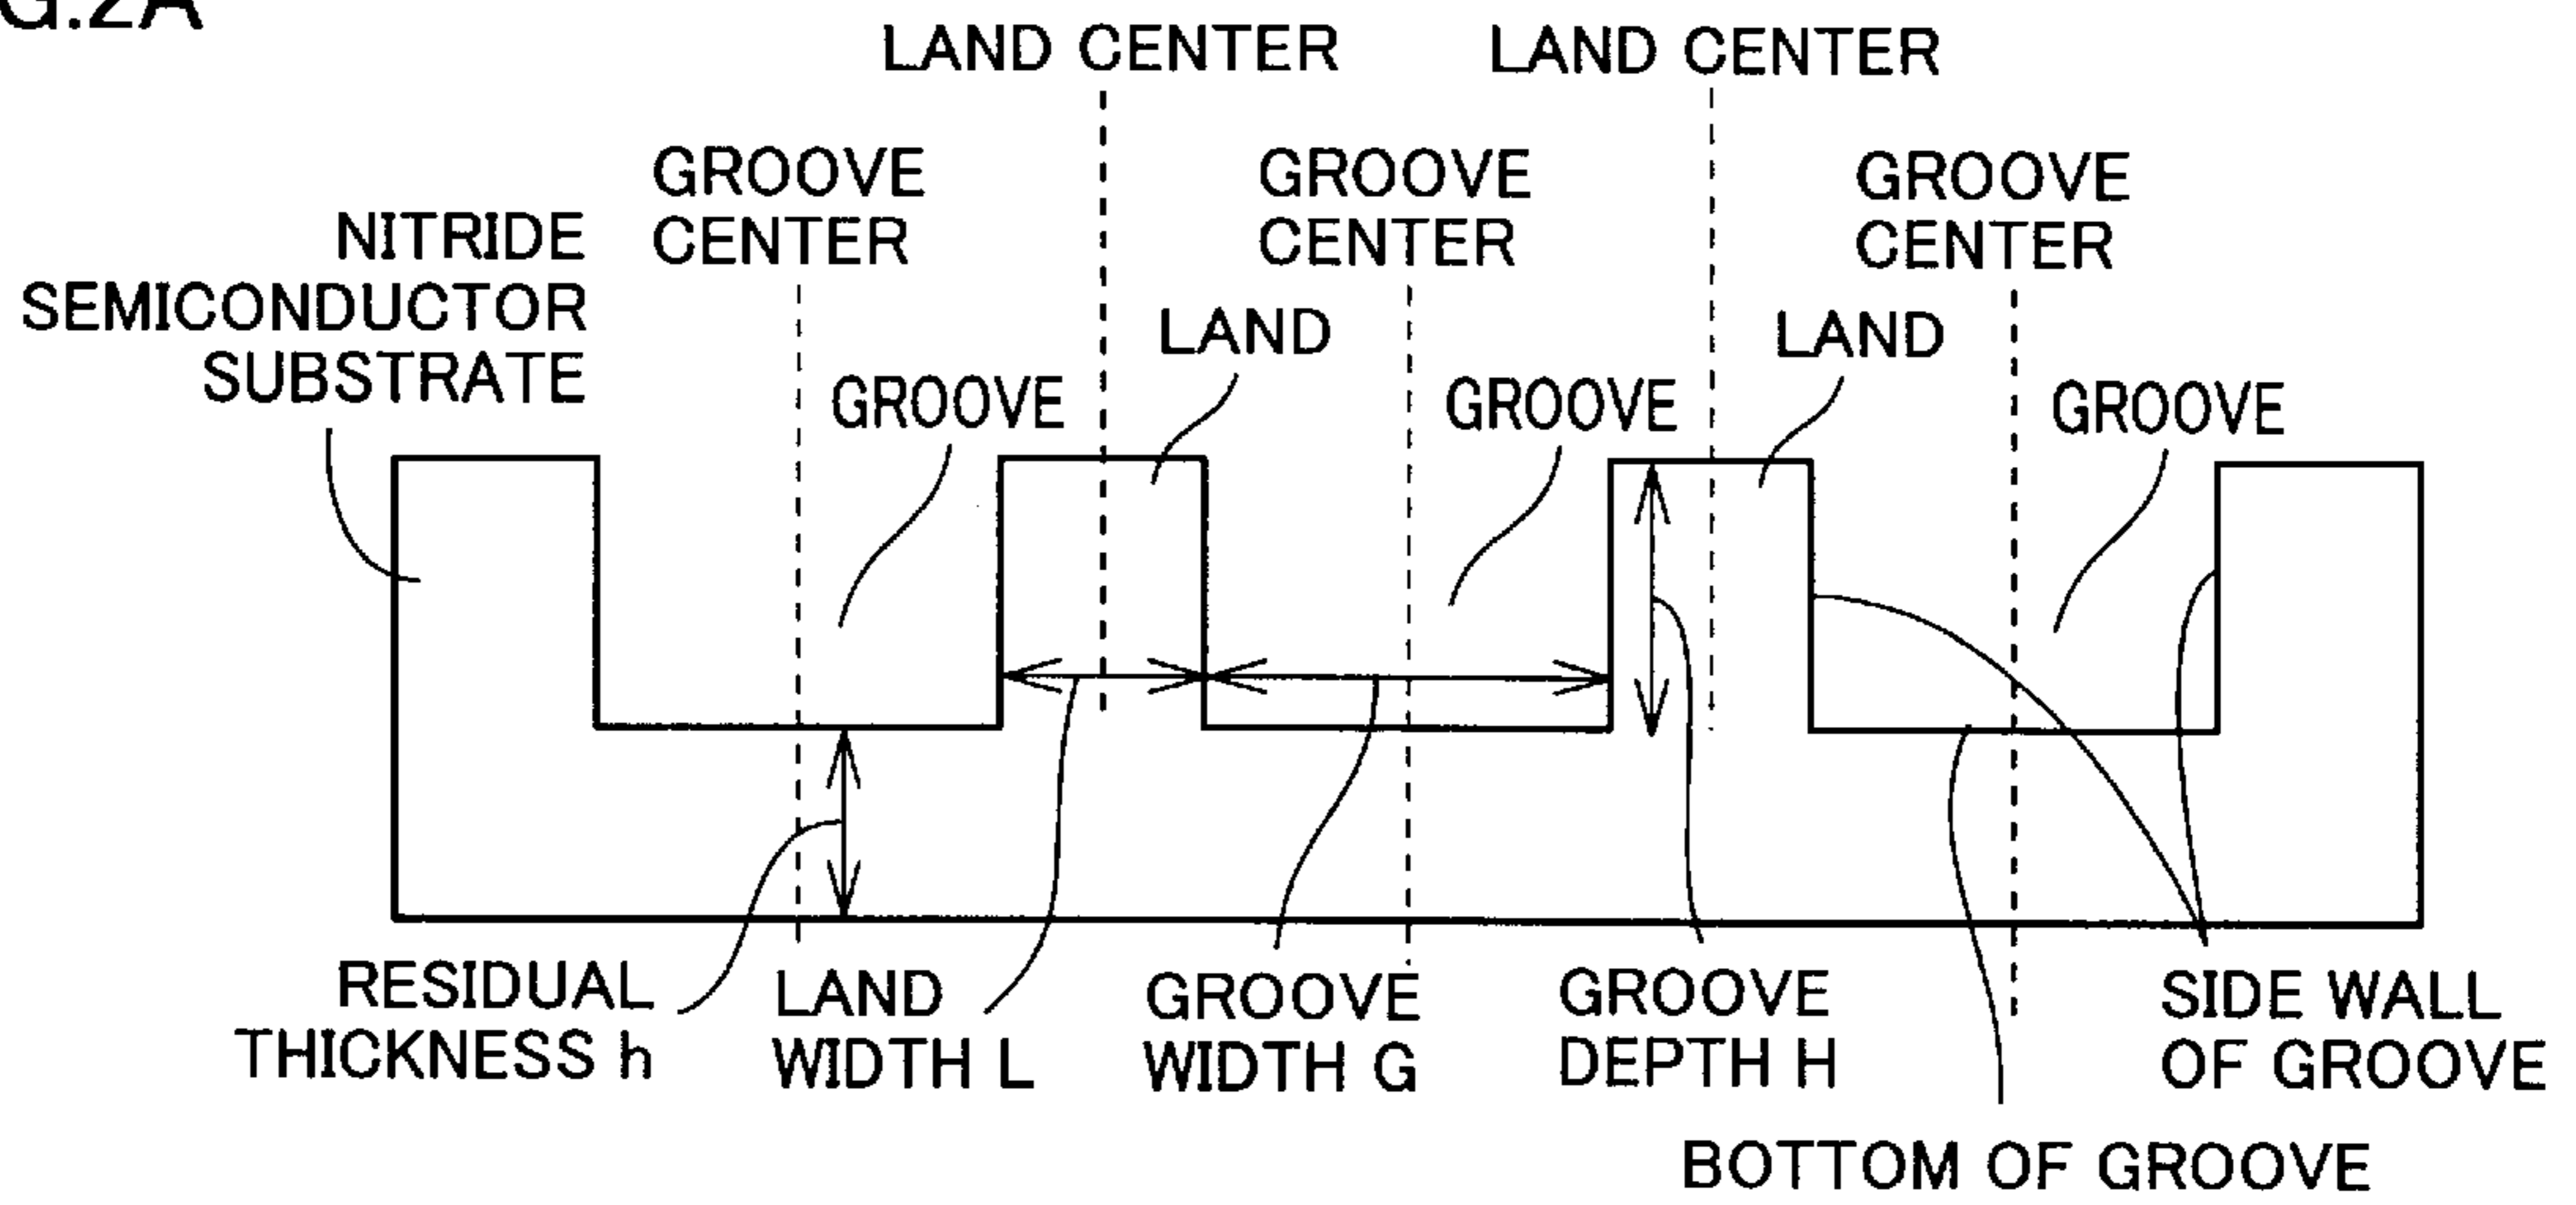 G.2A
LAND CENTER
LAND CENTER
GROOVE
CENTER
GROOVE
CENTER
GROOVE
CENTER
NITRIDE
SEMICONDUCTOR
SUBSTRATE
LAND
LAND
GROOVE
GROOVE
GROOVE
RESIDUAL
THICKNESS h
LAND
WIDTH L
GROOVE
WIDTH G
GROOVE
DEPTH H
SIDE WALL
OF GROOVE
BOTTOM OF GROOVE